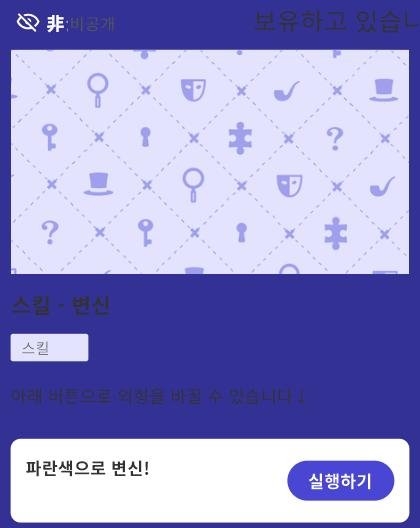 非:비공개
보유하고 있습니
스킬 - 변신
스킬
아래 버튼으로 외형을 바꿀 수 있습니다 ↓
파란색으로 변신!
실행하기